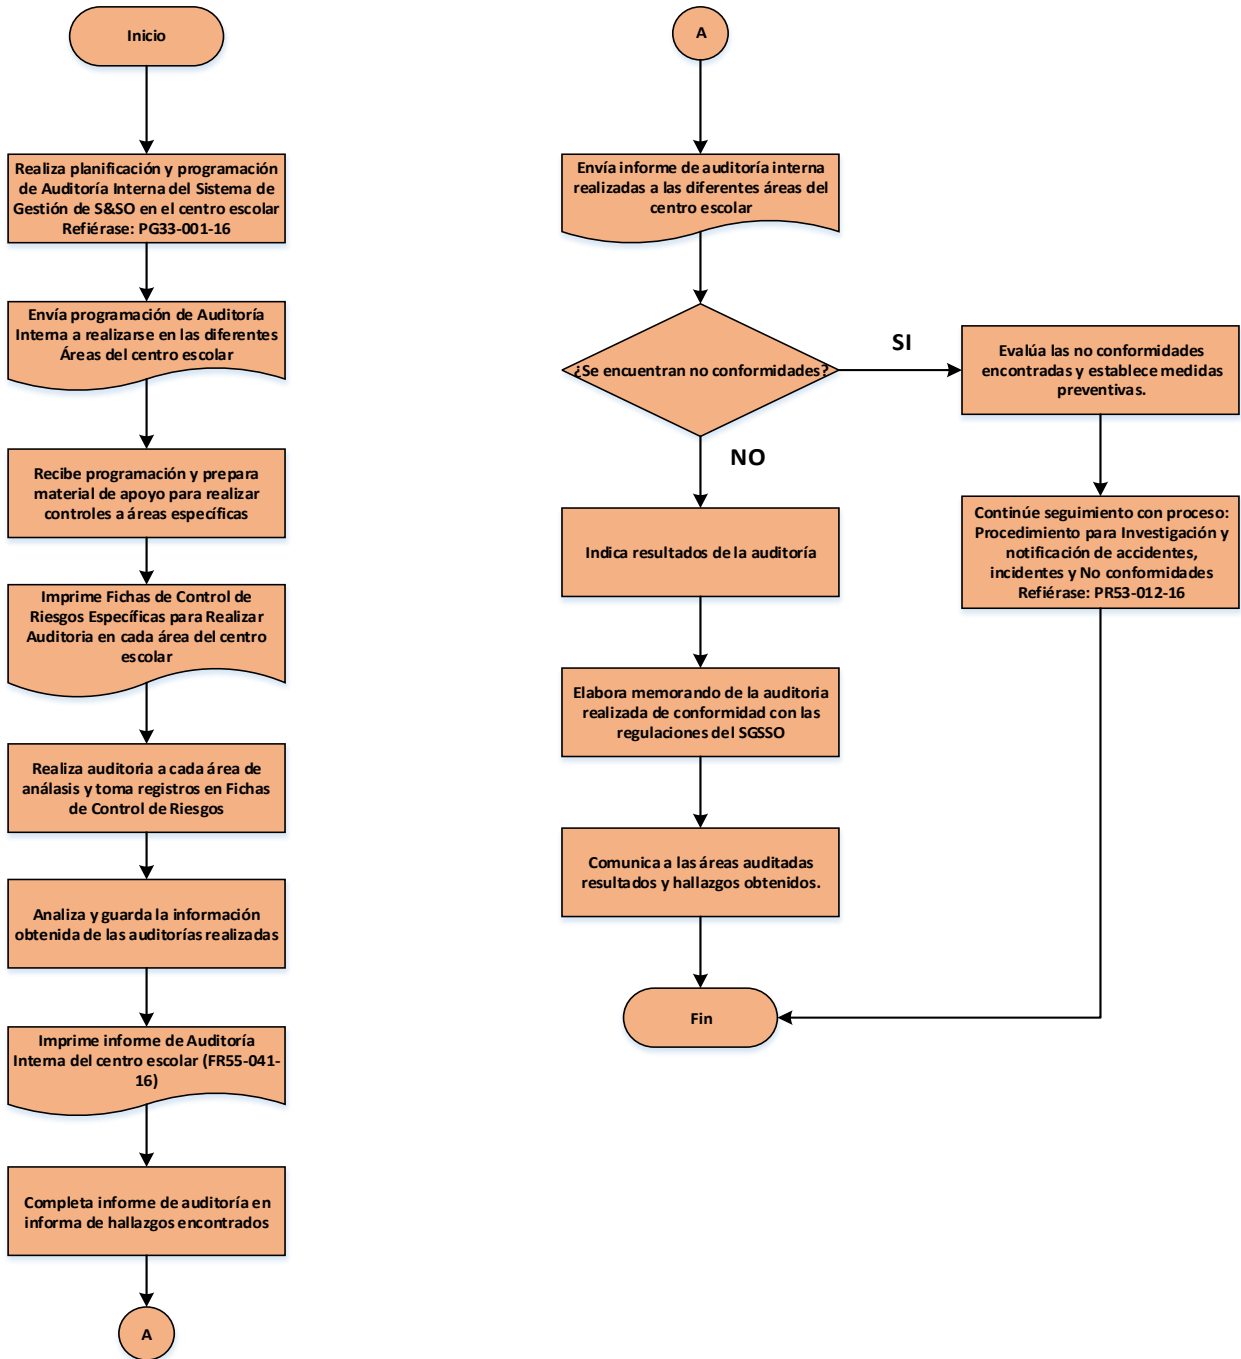 Inicio
Realiza planificación y programación
de Auditoría Interna del Sistema de
Gestión de S&SO en el centro escolar
Refiérase: PG33-001-16
Envía programación de Auditoría
Interna a realizarse en las diferentes
Áreas del centro escolar
Recibe programación y prepara
material de apoyo para realizar
controles a áreas específicas
Imprime Fichas de Control de
Riesgos Específicas para Realizar
Auditoria en cada área del centro
escolar
Realiza auditoria a cada área de
análasis y toma registros en Fichas
de Control de Riesgos
Analiza y guarda la información
obtenida de las auditorías realizadas
Imprime informe de Auditoría
Interna del centro escolar (FR55-041-
16)
Completa informe de auditoría en
informa de hallazgos encontrados
A
A
Envía informe de auditoría interna
realizadas a las diferentes áreas del
centro escolar
¿Se encuentran no conformidades?
SI
NO
Evalúa las no conformidades
encontradas y establece medidas
preventivas.
Continúe seguimiento con proceso:
Procedimiento para Investigación y
notificación de accidentes,
incidentes y No conformidades
Refiérase: PR53-012-16
Indica resultados de la auditoría
Elabora memorando de la auditoria
realizada de conformidad con las
regulaciones del SGSSO
Comunica a las áreas auditadas
resultados y hallazgos obtenidos.
Fin